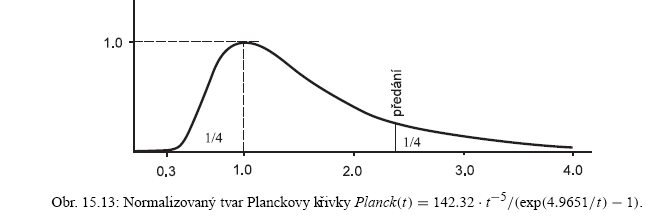 1.0
předání
1/4
1/4
0.3 1.0 2.0 3.0 4.0
Obr. 15.13: Normalizovaný tvar Planckovy křivky Planck(t) = 142.32 · t⁻⁵/(exp(4.9651/t) − 1).